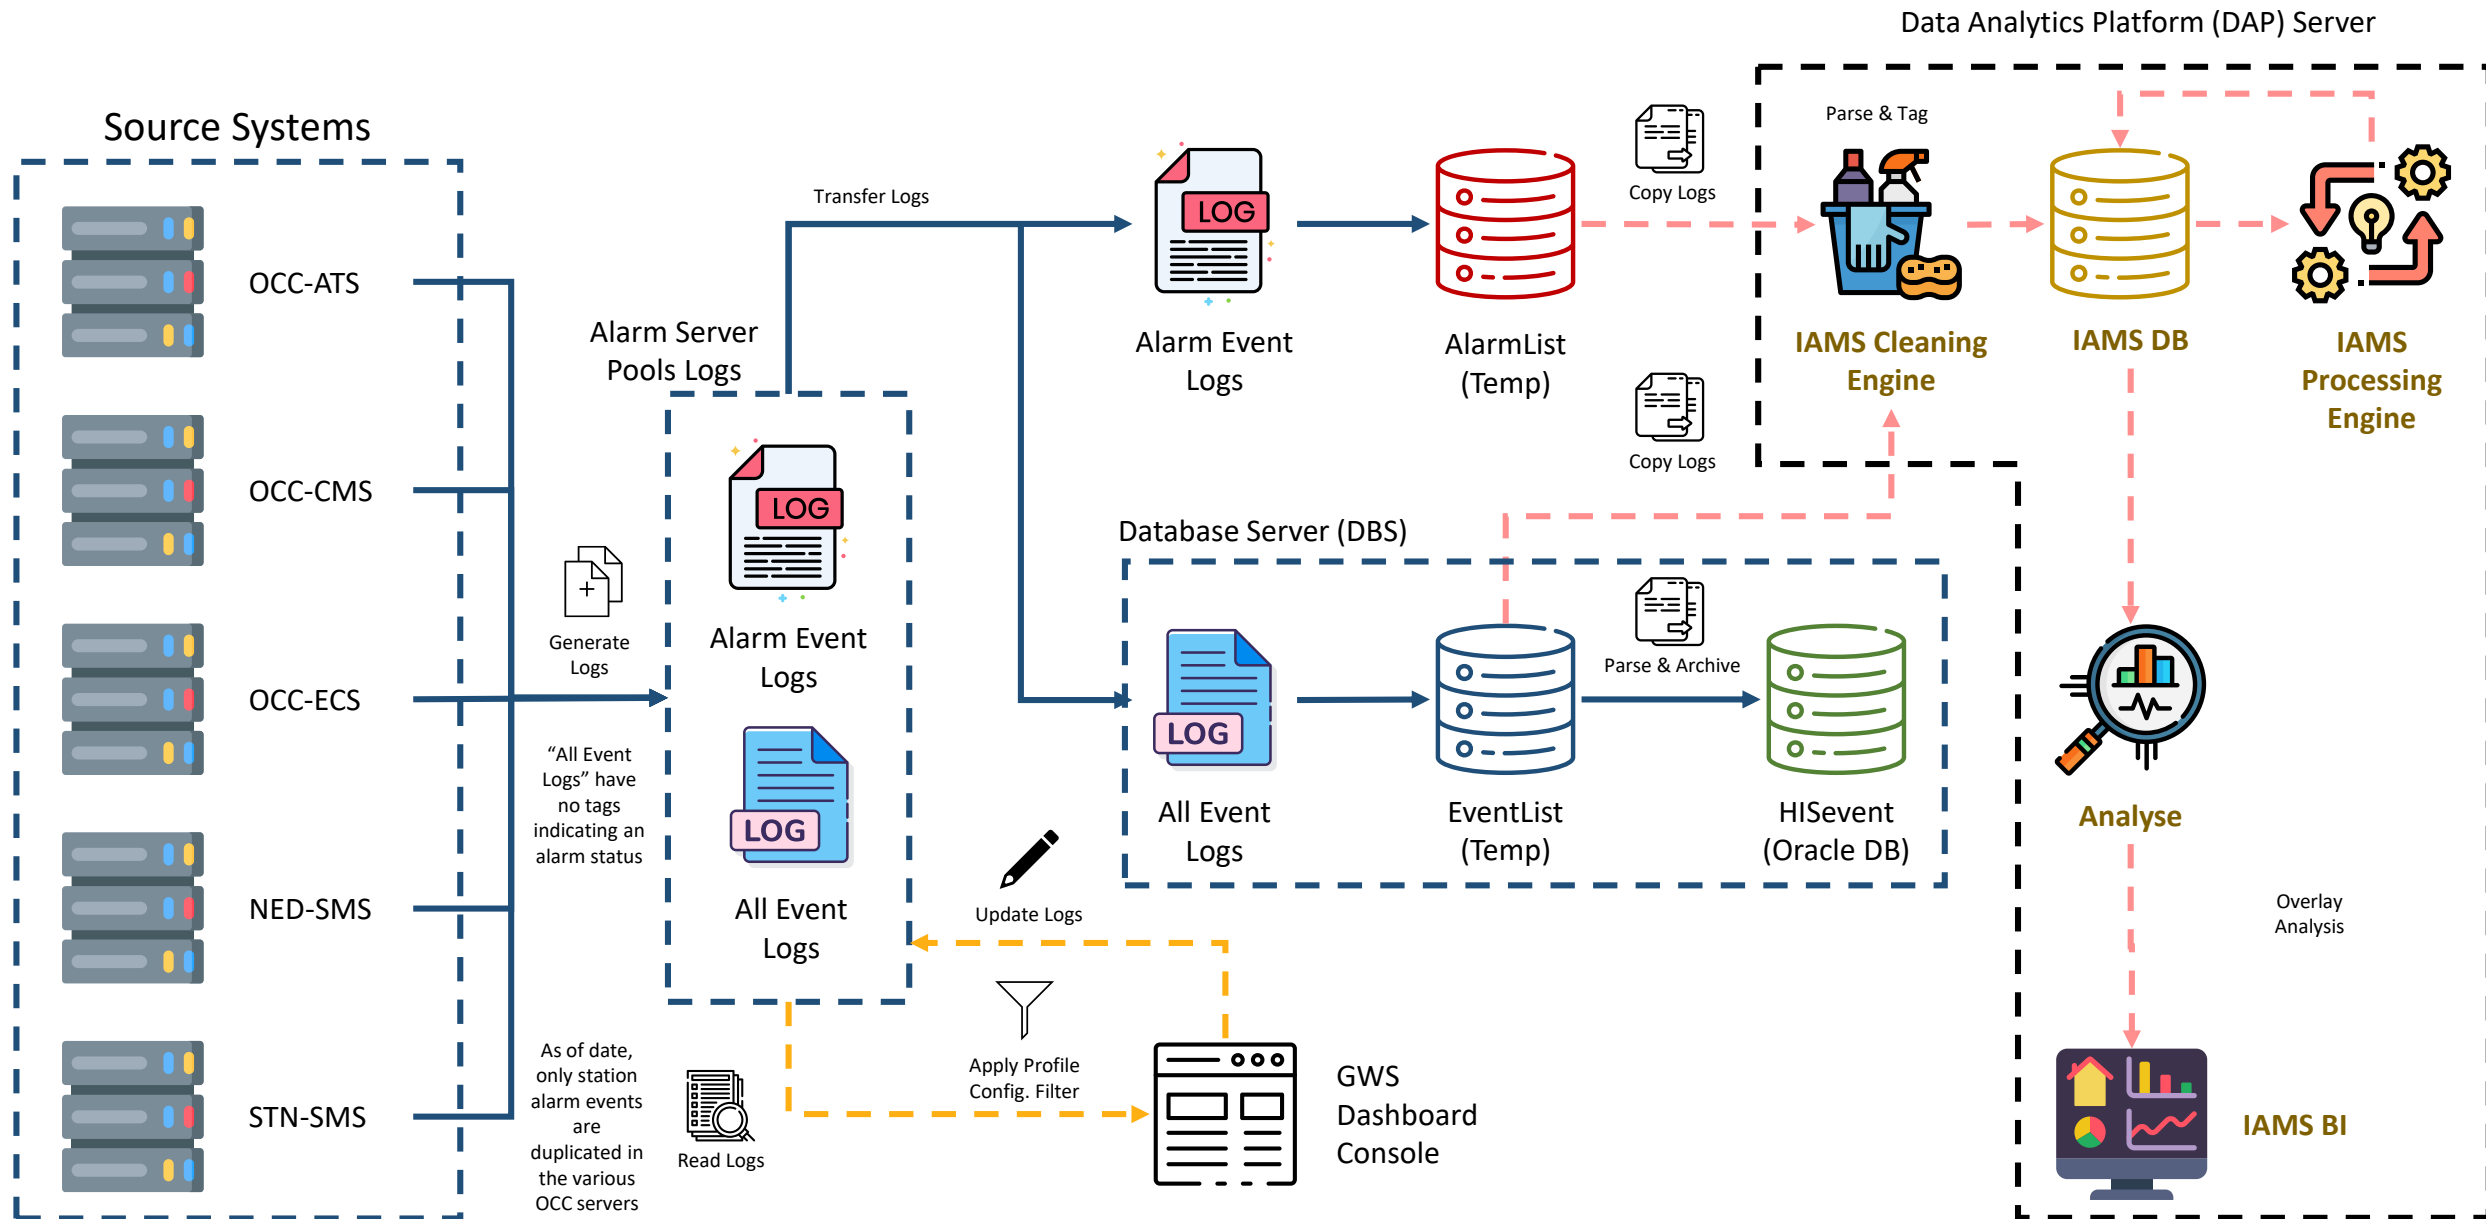 Data Analytics Platform (DAP) Server
Source Systems
OCC-ATS
OCC-CMS
OCC-ECS
NED-SMS
STN-SMS
Generate
Logs
“All Event
Logs” have
no tags
indicating an
alarm status
As of date,
only station
alarm events
are
duplicated in
the various
OCC servers
Alarm Server
Pools Logs
LOG
Alarm Event
Logs
LOG
All Event
Logs
Read Logs
Transfer Logs
Update Logs
Apply Profile
Config. Filter
GWS
Dashboard
Console
LOG
Alarm Event
Logs
AlarmList
(Temp)
Copy Logs
Copy Logs
Database Server (DBS)
LOG
All Event
Logs
EventList
(Temp)
Parse & Archive
HISevent
(Oracle DB)
Parse & Tag
IAMS Cleaning
Engine
IAMS DB
IAMS
Processing
Engine
Analyse
Overlay
Analysis
IAMS BI